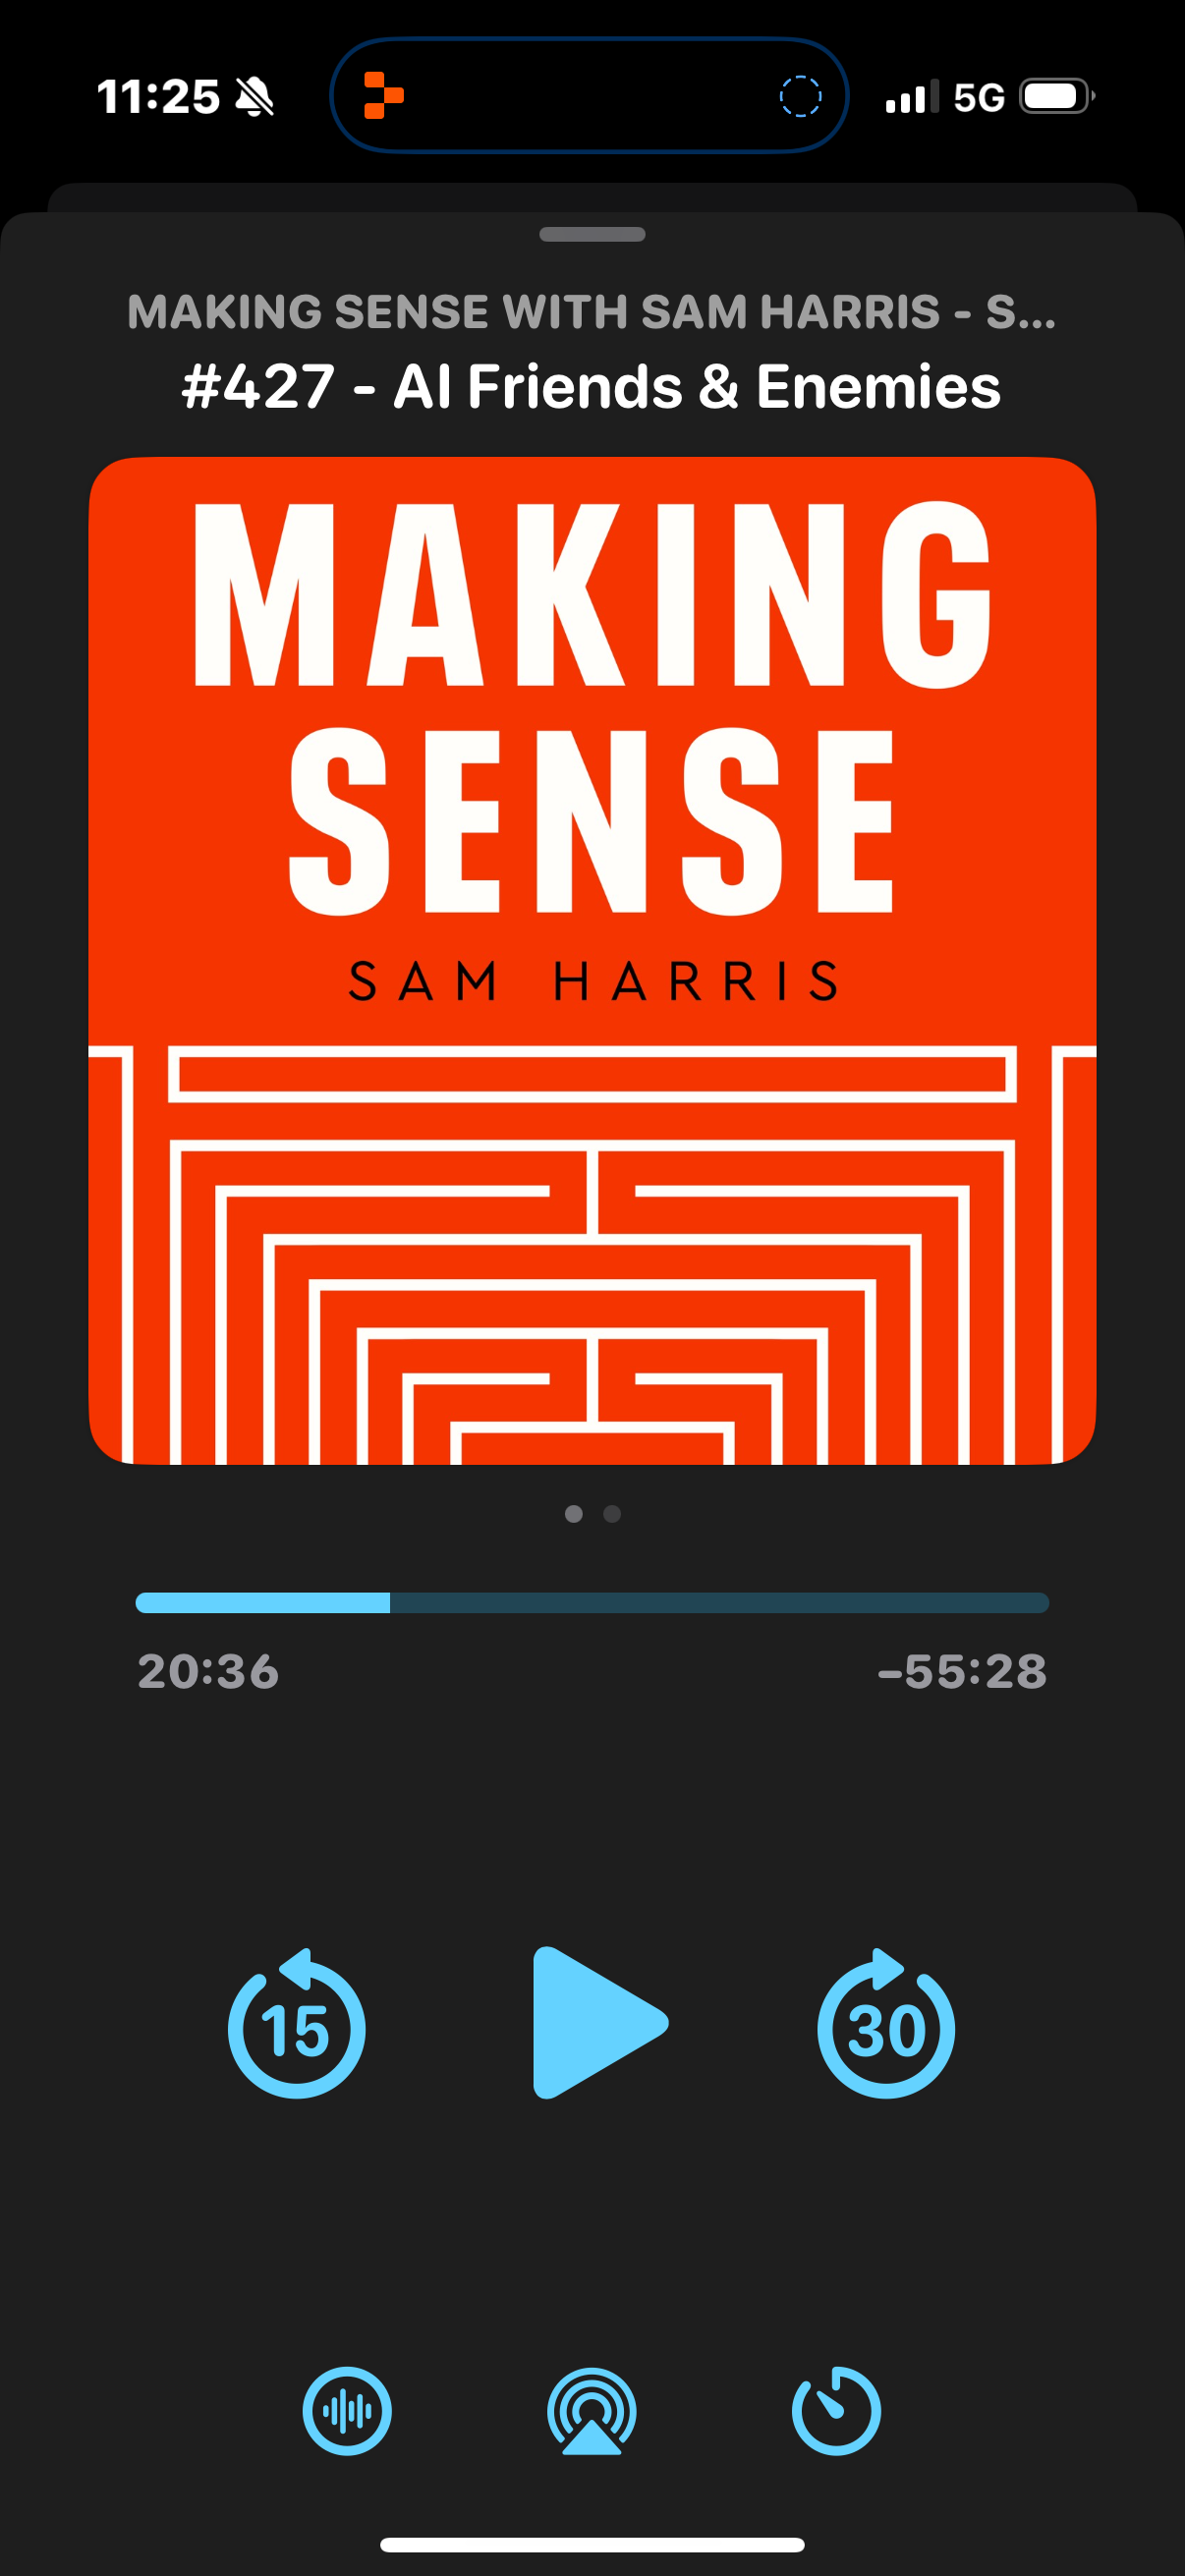 11:25
5G
MAKING SENSE WITH SAM HARRIS - S...
#427 - AI Friends & Enemies
MAKING
SENSE
SAM HARRIS
20:36
-55:28
15
30